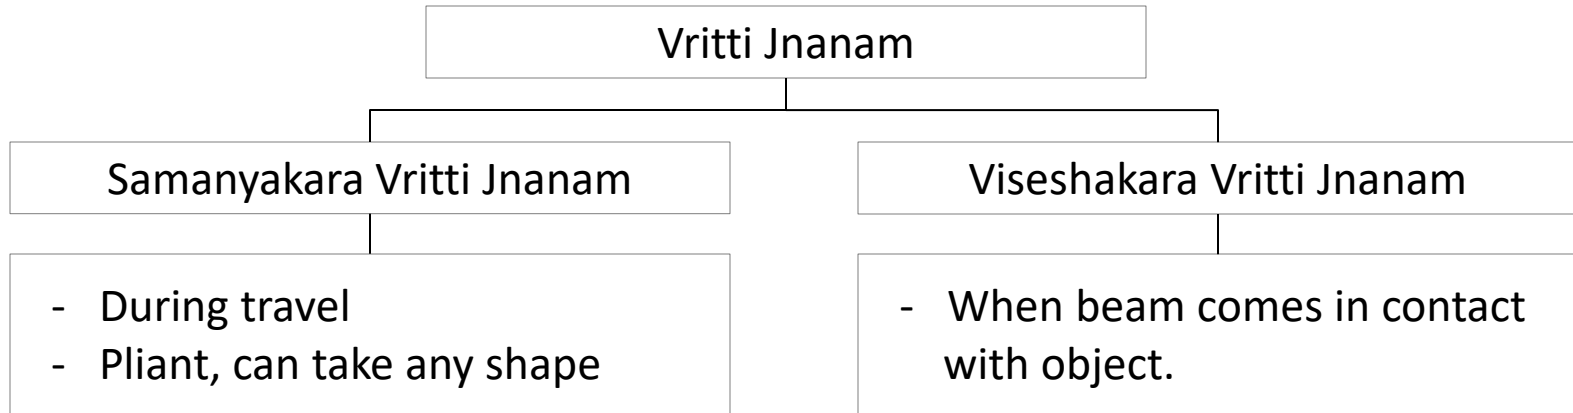 Vritti Jnanam
Samanyakara Vritti Jnanam
Viseshakara Vritti Jnanam
- During travel
- Pliant, can take any shape
- When beam comes in contact
with object.